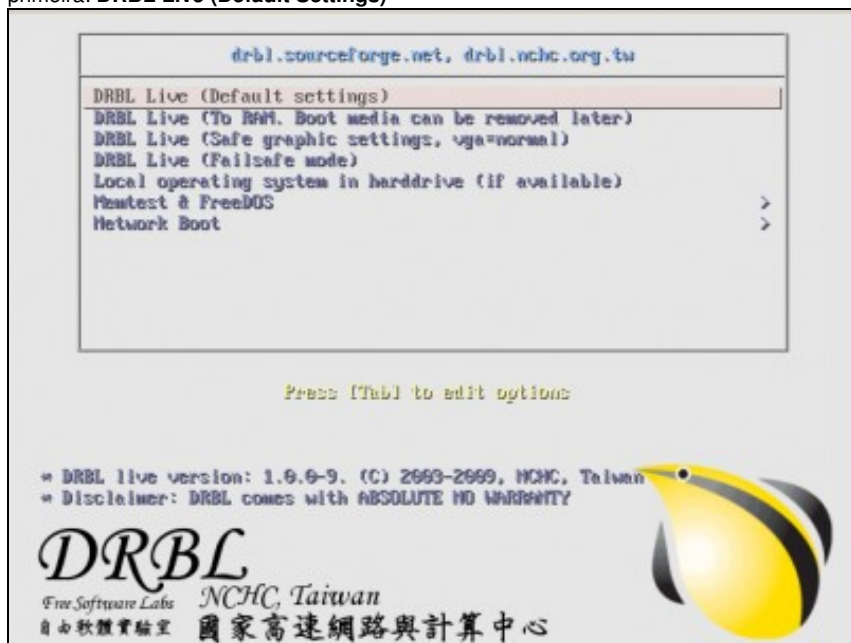 primeira: DRBL Live (Default Settings)
drbl.sourceforge.net, drbl.nchc.org.tw
DRBL Live (Default settings)
DRBL Live (To RAM. Boot media can be removed later)
DRBL Live (Safe graphic settings, vga=normal)
DRBL Live (Failsafe mode)
Local operating system in harddrive (if available)
Memtest & FreeDOS >
Network Boot >
Press [Tab] to edit options
* DRBL live version: 1.0.0-9. (C) 2003-2009, NCHC, Taiwan
* Disclaimer: DRBL comes with ABSOLUTE NO WARRANTY
DRBL
Free Software Labs NCHC, Taiwan
自由軟體實驗室 國家高速網路與計算中心